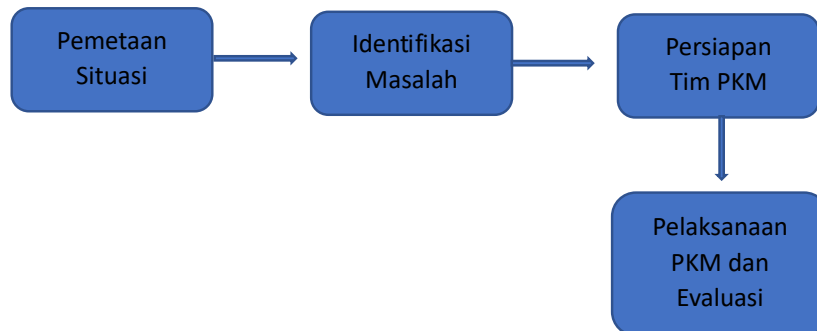 Pemetaan
Situasi
Identifikasi
Masalah
Persiapan
Tim PKM
Pelaksanaan
PKM dan
Evaluasi